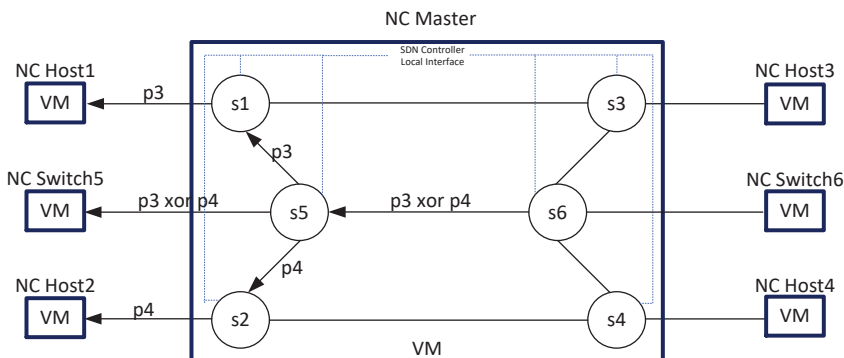 NC Master
SDN Controller
Local Interface
NC Host1
NC Host3
VM
p3
s1
s3
VM
p3
NC Switch5
NC Switch6
VM
p3 xor p4
s5
p3 xor p4
s6
VM
p4
NC Host2
NC Host4
VM
p4
s2
s4
VM
VM